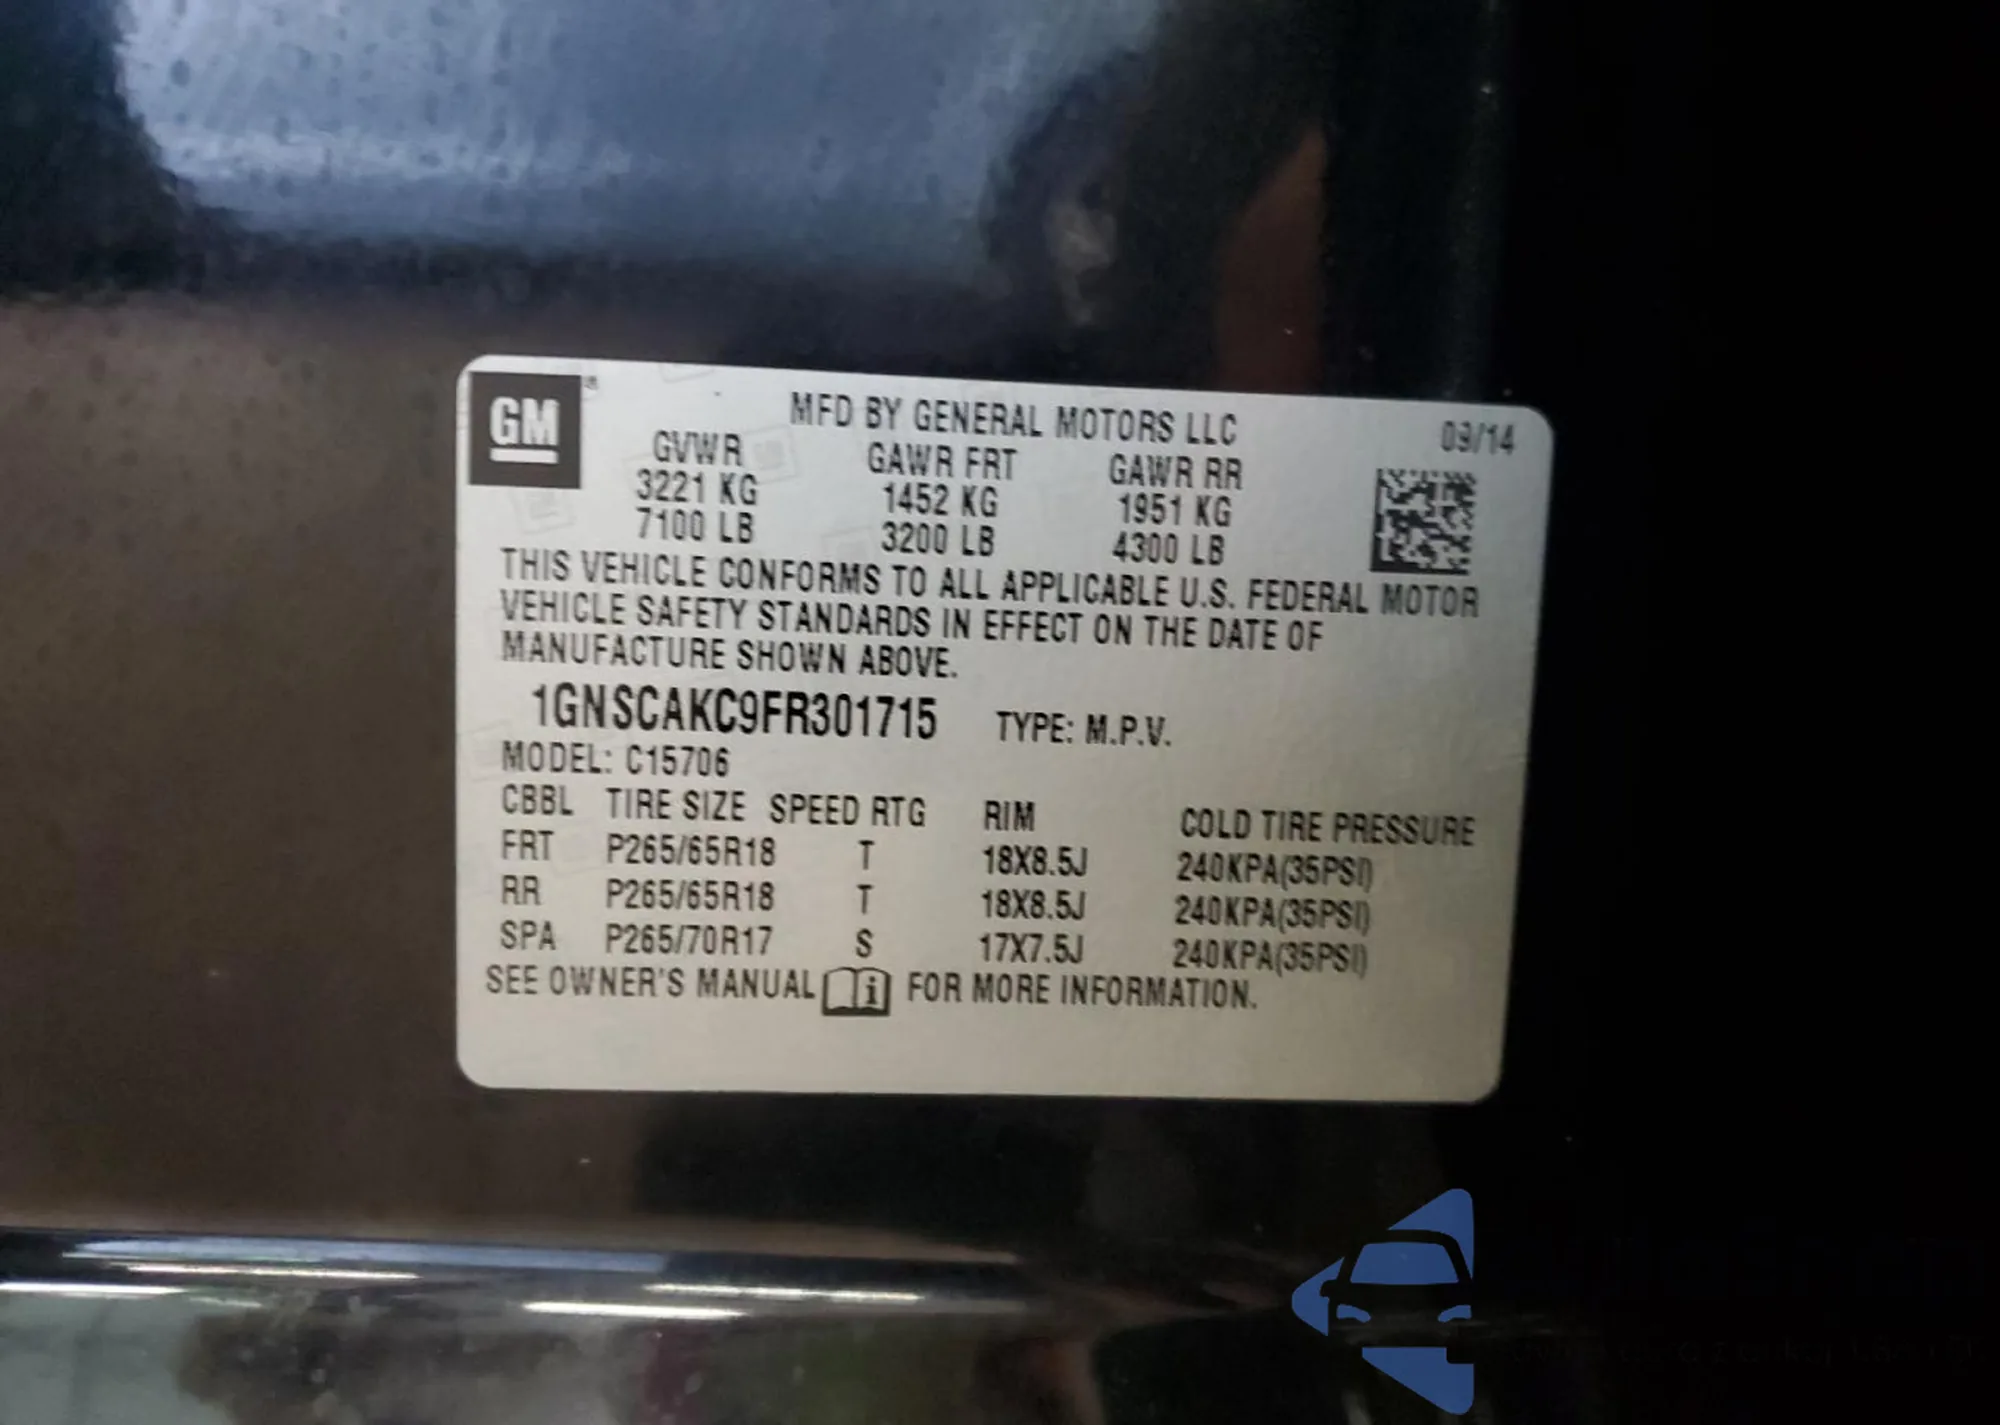 GM®
MFD BY GENERAL MOTORS LLC 09/14
GVWR GAWR FRT GAWR RR
3221 KG 1452 KG 1951 KG
7100 LB 3200 LB 4300 LB
THIS VEHICLE CONFORMS TO ALL APPLICABLE U.S. FEDERAL MOTOR
VEHICLE SAFETY STANDARDS IN EFFECT ON THE DATE OF
MANUFACTURE SHOWN ABOVE.
1GNSCAKC9FR301715 TYPE: M.P.V.
MODEL: C15706
CBBL TIRE SIZE SPEED RTG RIM COLD TIRE PRESSURE
FRT P265/65R18 T 18X8.5J 240KPA(35PSI)
RR P265/65R18 T 18X8.5J 240KPA(35PSI)
SPA P265/70R17 S 17X7.5J 240KPA(35PSI)
SEE OWNER'S MANUAL FOR MORE INFORMATION.